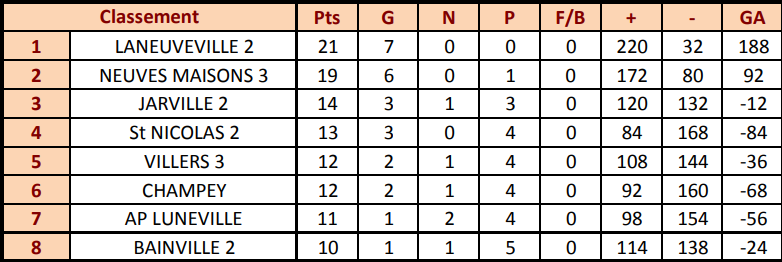 Classement Pts G N P F/B + - GA
1 LANEUVEVILLE 2 21 7 0 0 0 220 32 188
2 NEUVES MAISONS 3 19 6 0 1 0 172 80 92
3 JARVILLE 2 14 3 1 3 0 120 132 -12
4 St NICOLAS 2 13 3 0 4 0 84 168 -84
5 VILLERS 3 12 2 1 4 0 108 144 -36
6 CHAMPEY 12 2 1 4 0 92 160 -68
7 AP LUNEVILLE 11 1 2 4 0 98 154 -56
8 BAINVILLE 2 10 1 1 5 0 114 138 -24